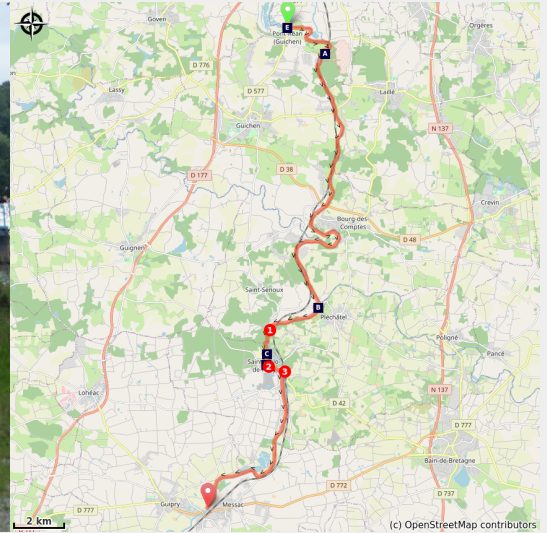 Goven
Orgères
E
Pont-Réan
(Guichen)
A
D 776
D 577
Lassy
Laillé
Guichen
N 137
D 38
D 177
Crevin
Bourg-des
Comptes
D 48
Guignen
Saint-Senoux
B
Pléchâtel
1
Poligné
C
Pancé
2
3
N 137
Lohéac
D 42
D 777
Bain-de-Bretagne
D 772
Guipry
Messac
D 737
D 777
2 km
(c) OpenStreetMap contributors